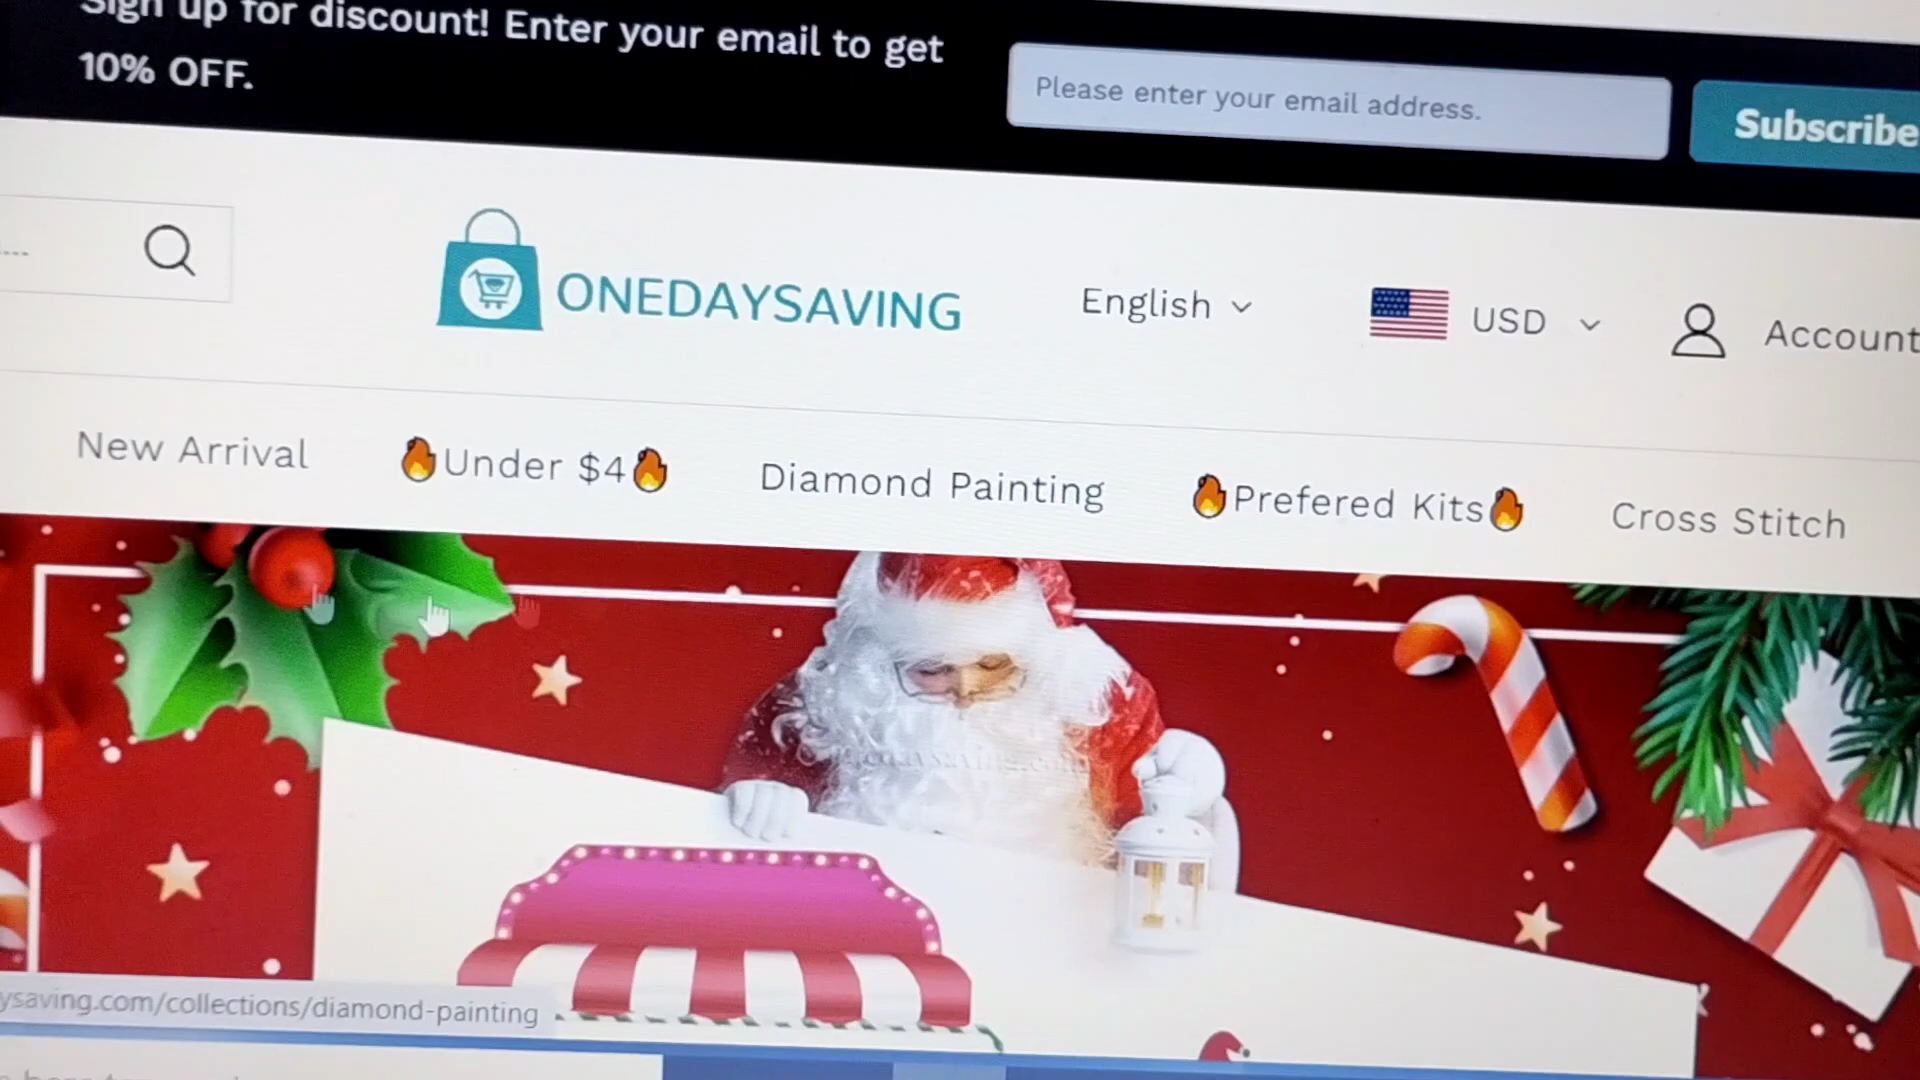 Sign up for discount! Enter your email to get
10% OFF.
Please enter your email address.
Subscribe
ONEDAYSAVING
English
USD
Account
New Arrival
🔥Under $4🔥
Diamond Painting
🔥Prefered Kits🔥
Cross Stitch
ysaving.com/collections/diamond-painting